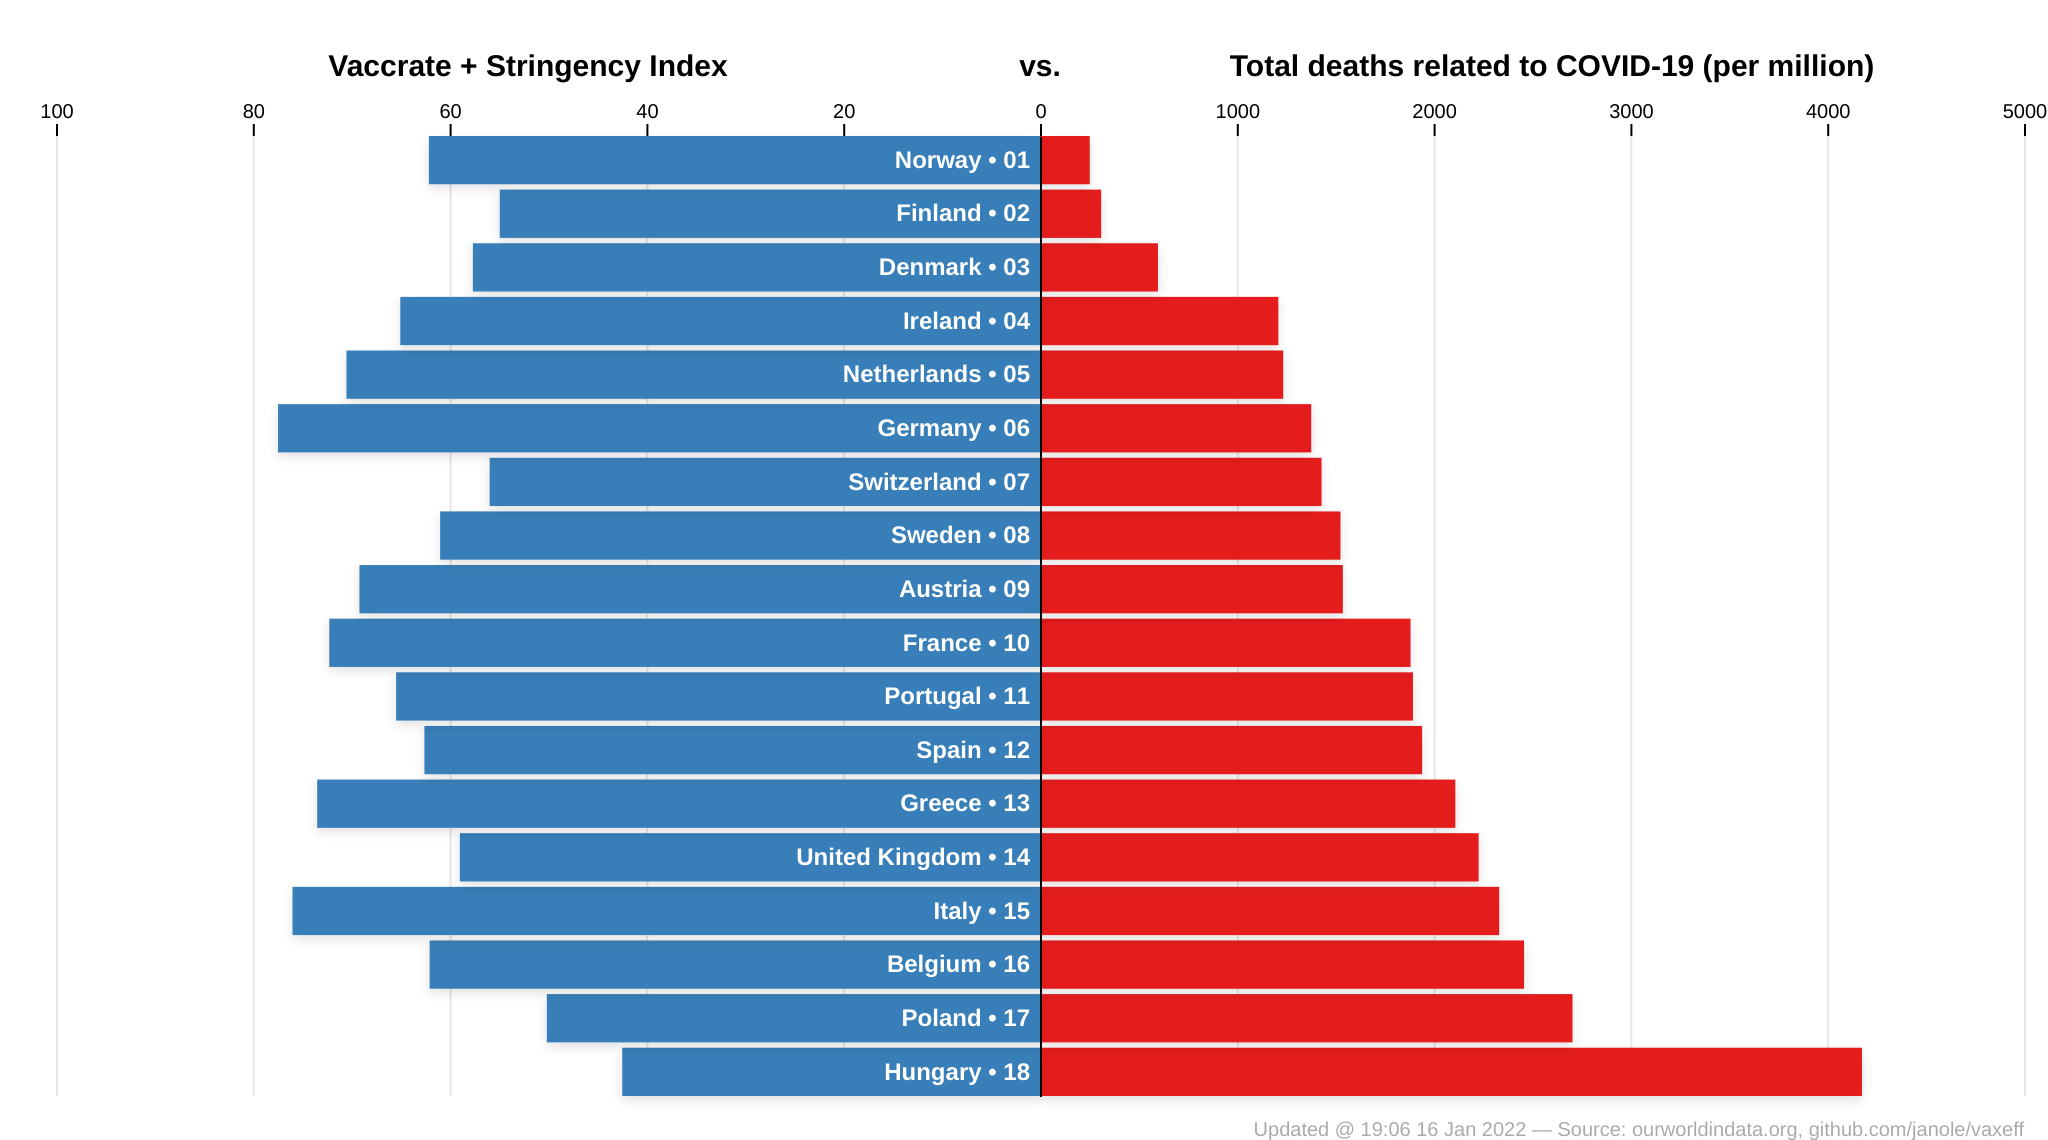 Vaccrate + Stringency Index vs. Total deaths related to COVID-19 (per million)
100 80 60 40 20 0 1000 2000 3000 4000 5000
Norway • 01
Finland • 02
Denmark • 03
Ireland • 04
Netherlands • 05
Germany • 06
Switzerland • 07
Sweden • 08
Austria • 09
France • 10
Portugal • 11
Spain • 12
Greece • 13
United Kingdom • 14
Italy • 15
Belgium • 16
Poland • 17
Hungary • 18
Updated @ 19:06 16 Jan 2022 — Source: ourworldindata.org, github.com/janole/vaxeff